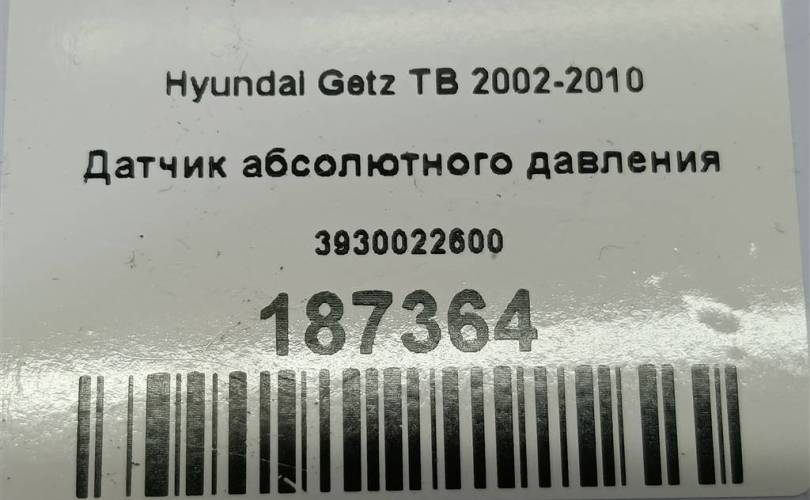 Hyundai Getz TB 2002-2010
Датчик абсолютного давления
3930022600
187364